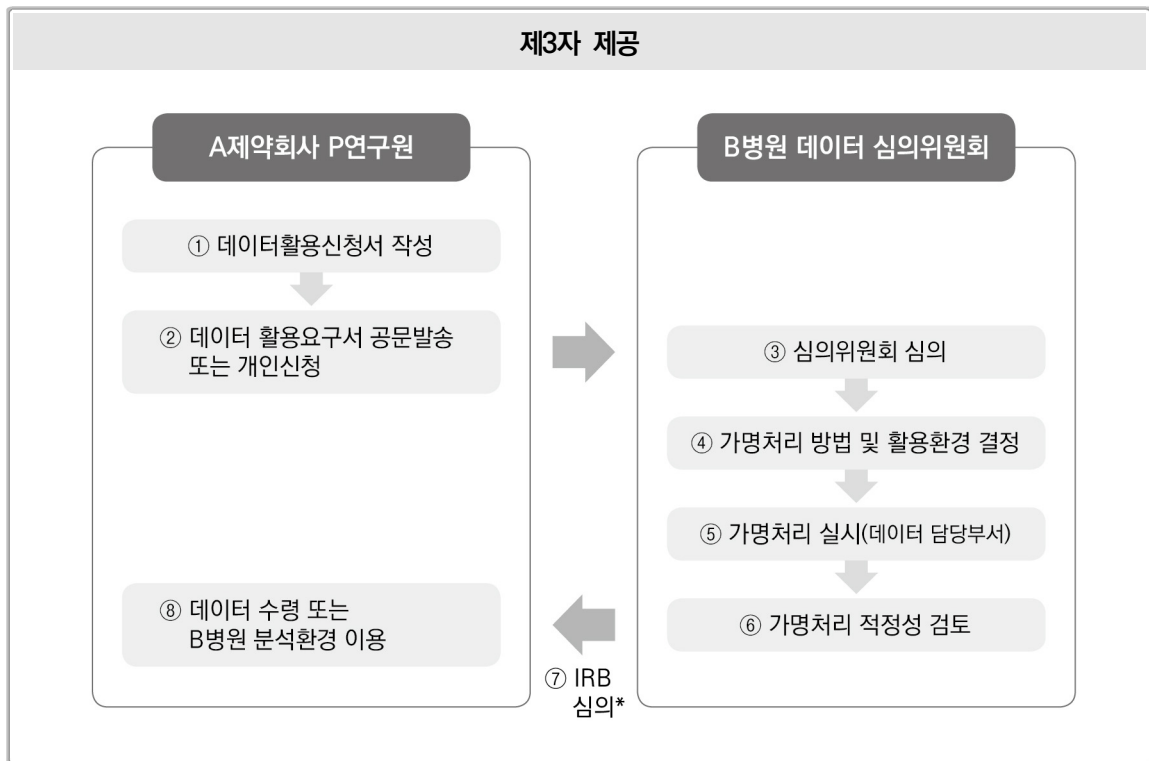 제3자 제공
A제약회사 P연구원
① 데이터활용신청서 작성
② 데이터 활용요구서 공문발송
또는 개인신청
B병원 데이터 심의위원회
③ 심의위원회 심의
④ 가명처리 방법 및 활용환경 결정
⑤ 가명처리 실시(데이터 담당부서)
⑥ 가명처리 적정성 검토
⑦ IRB
심의*
⑧ 데이터 수령 또는
B병원 분석환경 이용